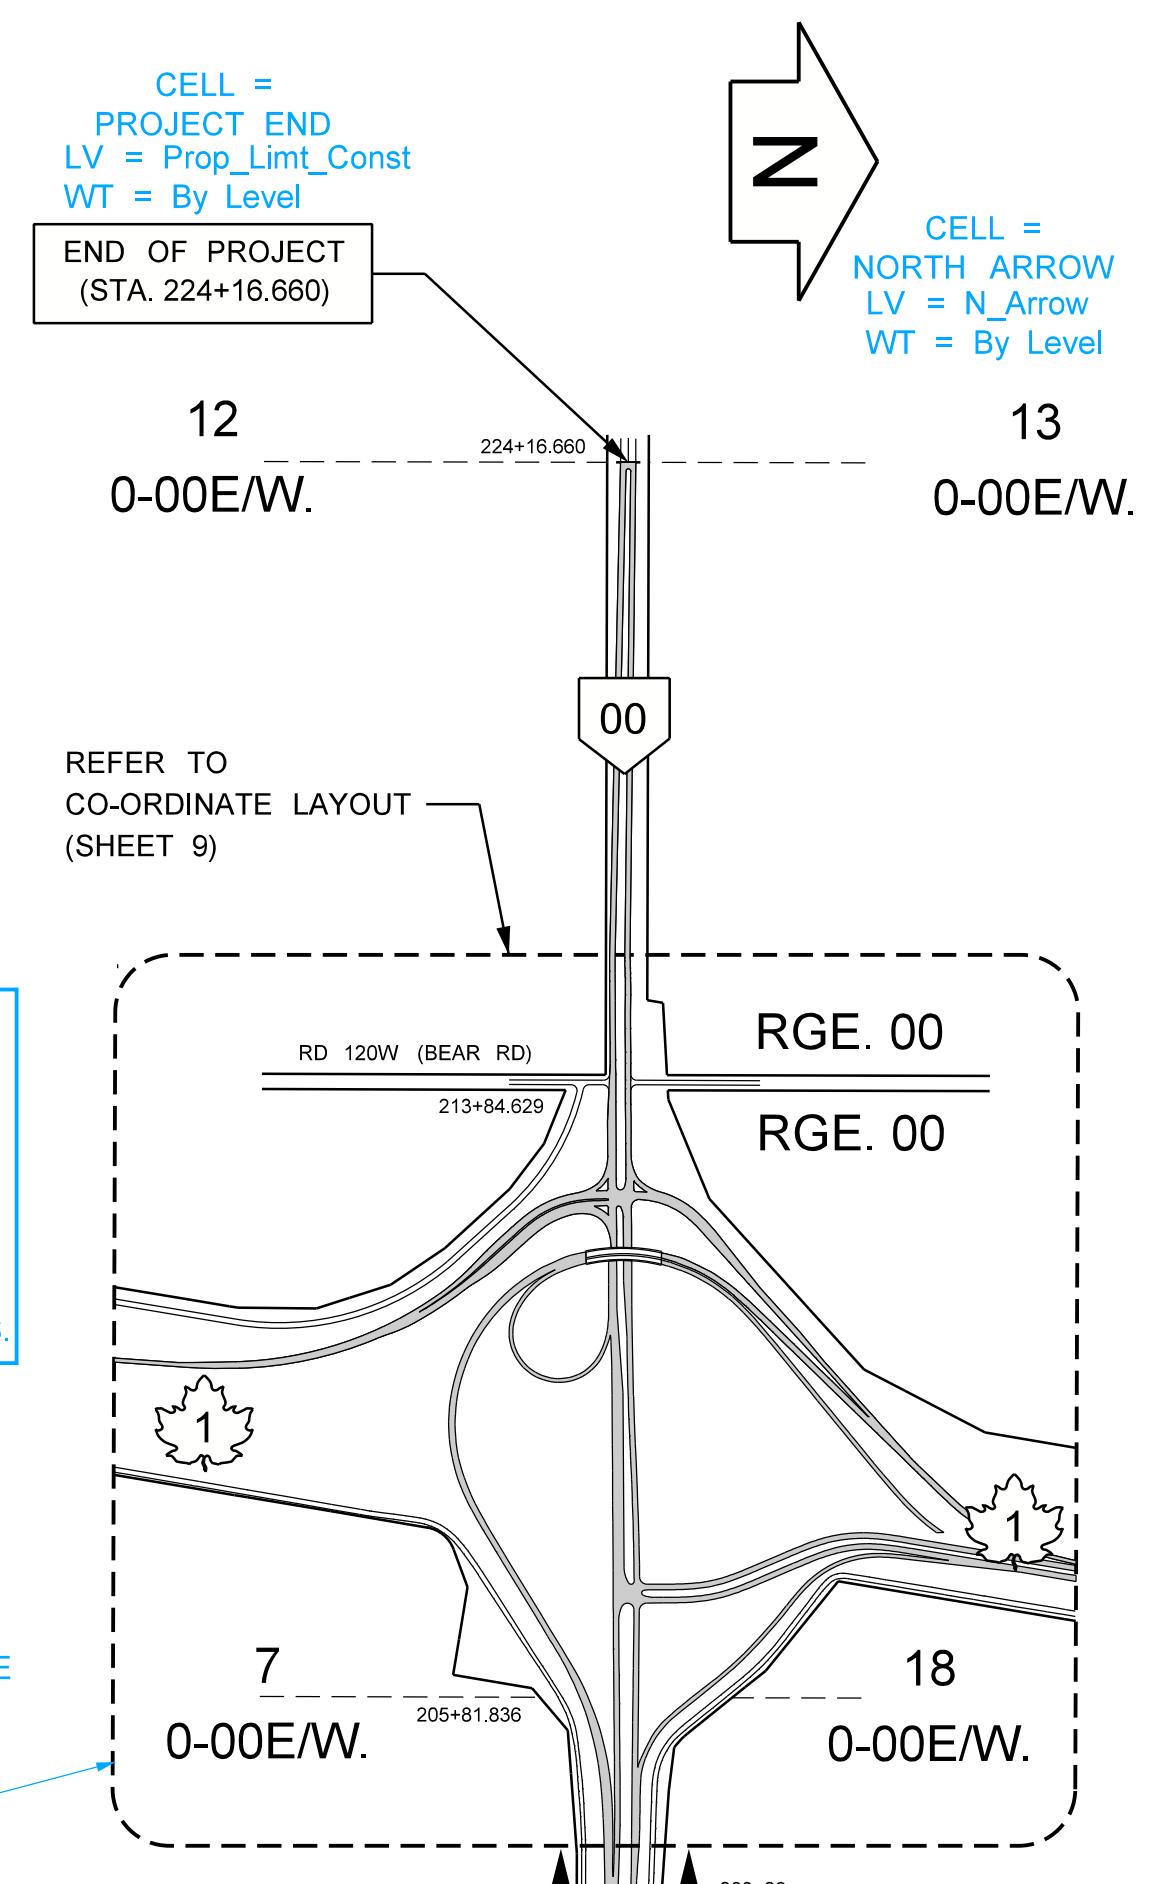 CELL =
PROJECT END
LV = Prop_Limt_Const
WT = By Level
END OF PROJECT
(STA. 224+16.660)
N
CELL =
NORTH ARROW
LV = N_Arrow
WT = By Level
12
0-00E/W.
224+16.660
13
0-00E/W.
00
REFER TO
CO-ORDINATE LAYOUT
(SHEET 9)
RGE. 00
RD 120W (BEAR RD)
213+84.629
RGE. 00
1
1
7
0-00E/W.
205+81.836
18
0-00E/W.
E